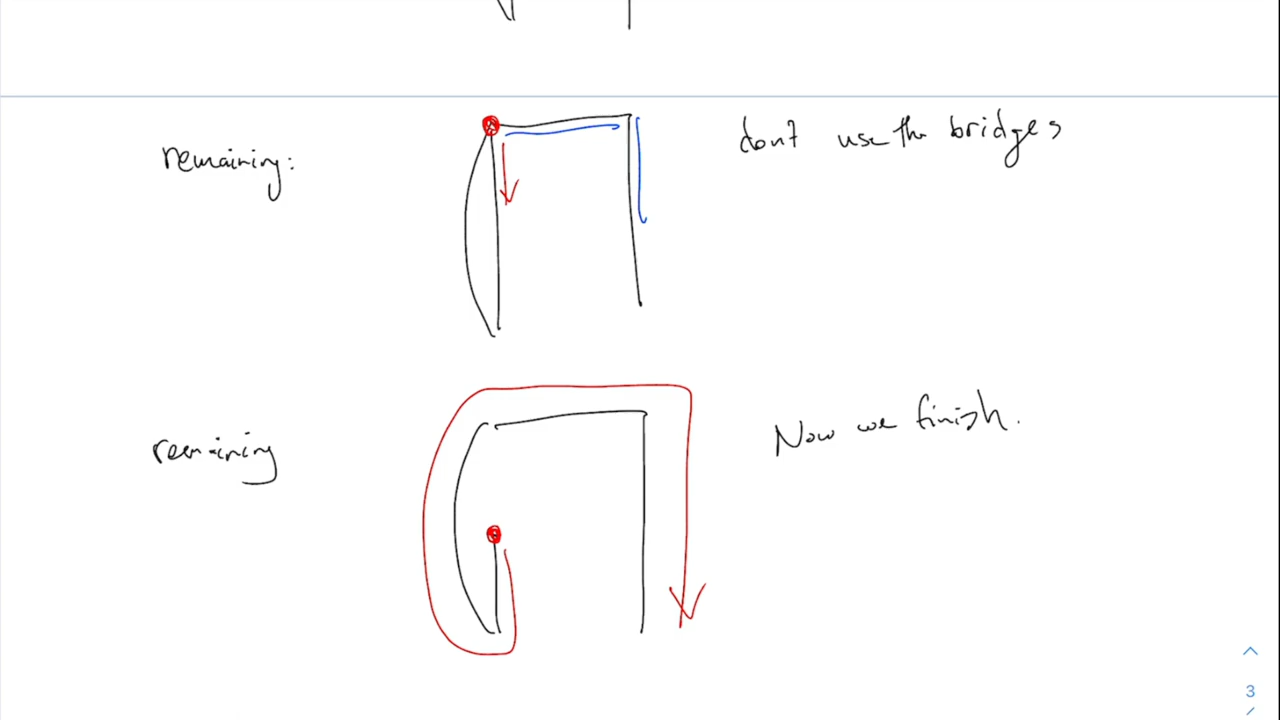 remaining:
don't use the bridges
remaining
Now we finish.
3